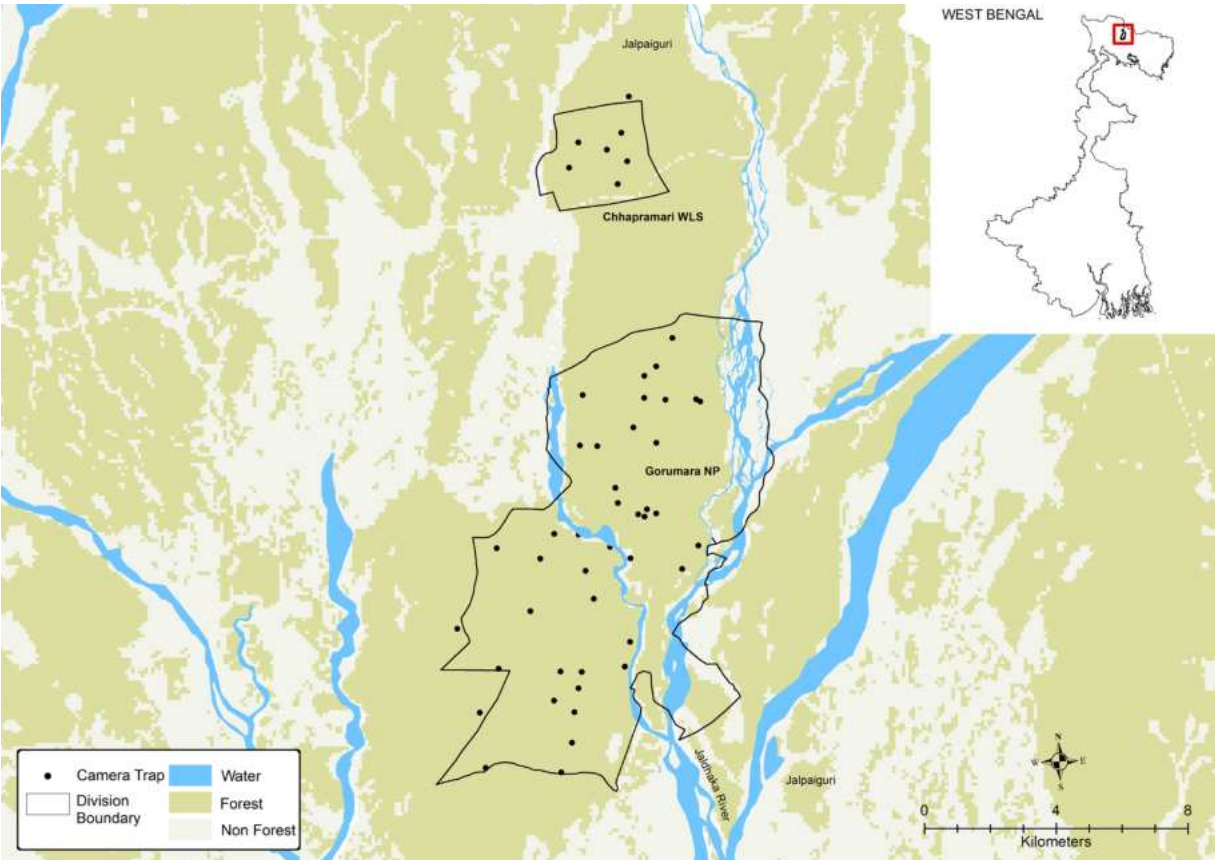 WEST BENGAL
Jalpaiguri
Chhapramari WLS
Gorumara NP
Jaldhaka River
Jalpaiguri
Camera Trap
Water
Division
Boundary
Forest
Non Forest
N
W
E
S
0
4
8
Kilometers